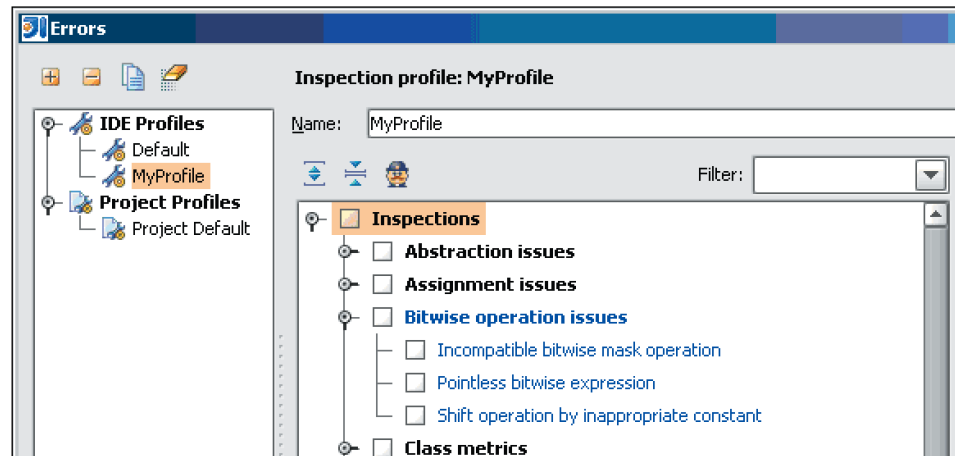 Errors
Inspection profile: MyProfile
IDE Profiles
Default
MyProfile
Project Profiles
Project Default
Name: MyProfile
Filter:
Inspections
Abstraction issues
Assignment issues
Bitwise operation issues
Incompatible bitwise mask operation
Pointless bitwise expression
Shift operation by inappropriate constant
Class metrics